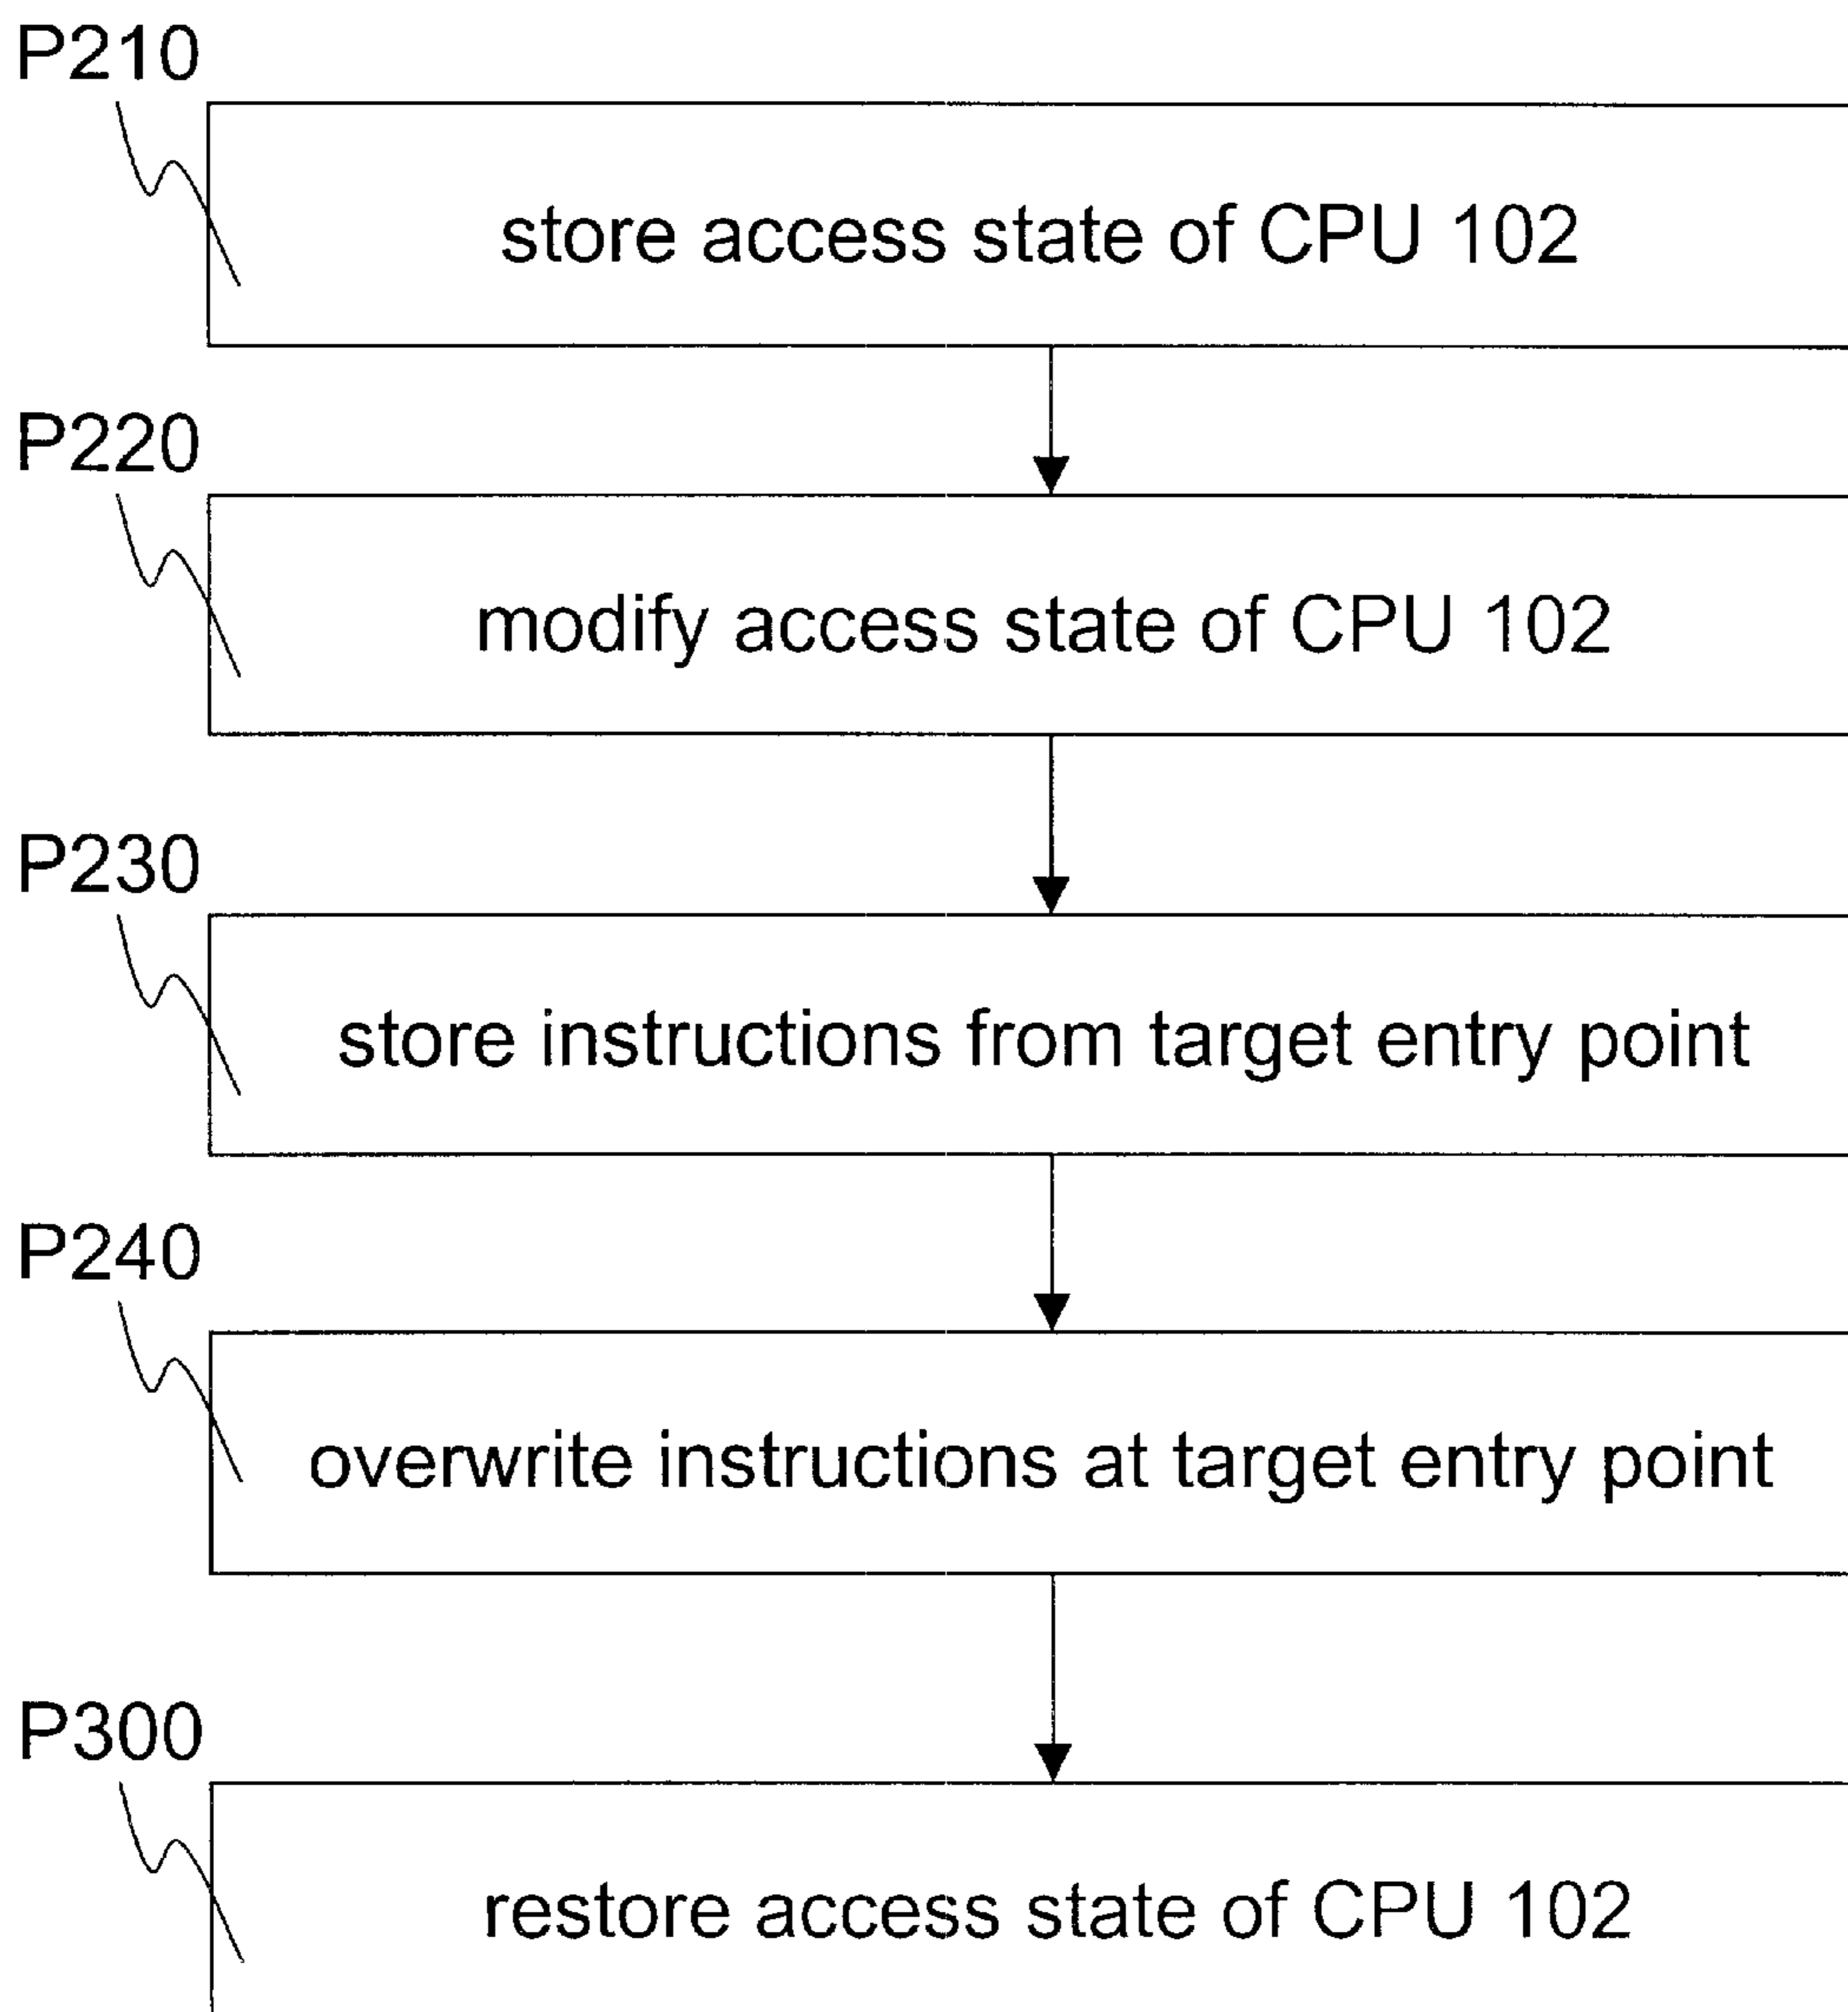 P210
store access state of CPU 102
P220
modify access state of CPU 102
P230
store instructions from target entry point
P240
overwrite instructions at target entry point
P300
restore access state of CPU 102